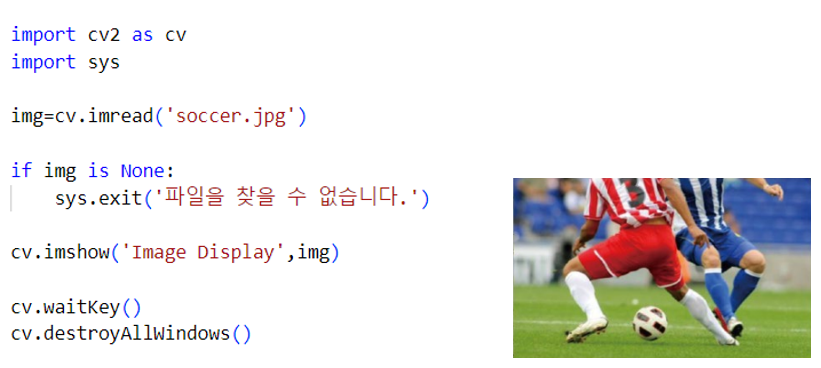 import cv2 as cv
import sys
img=cv.imread('soccer.jpg')
if img is None:
    sys.exit('파일을 찾을 수 없습니다.')
cv.imshow('Image Display',img)
cv.waitKey()
cv.destroyAllWindows()
3